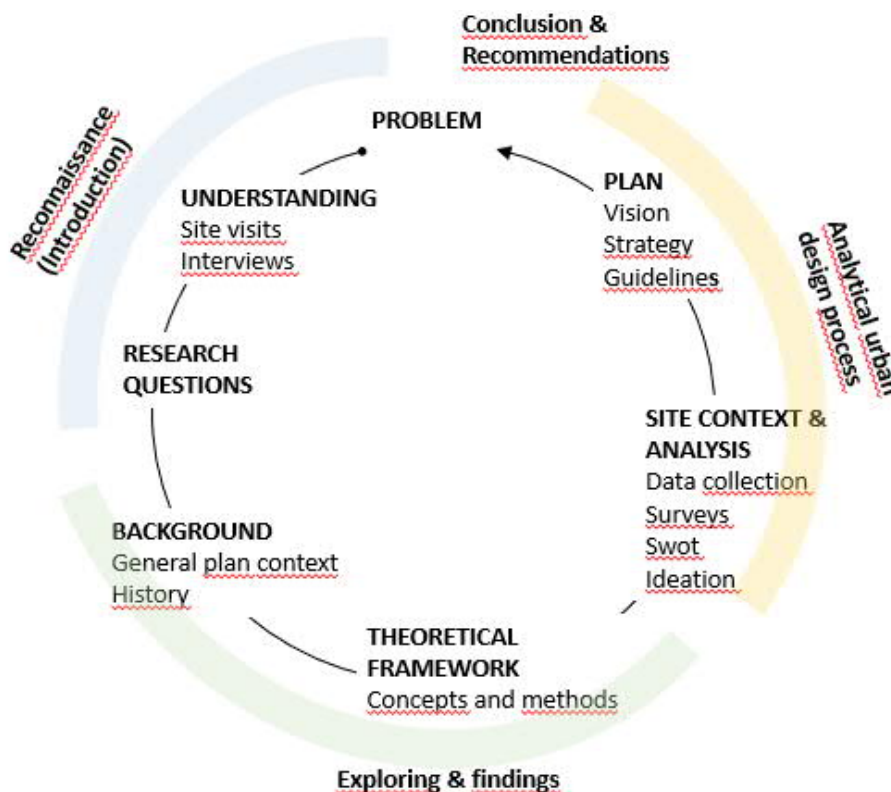 Conclusion &
Recommendations
Reconnaissance
(Introduction)
PROBLEM
UNDERSTANDING
Site visits
Interviews
PLAN
Vision
Strategy
Guidelines
Analytical urban
design process
RESEARCH
QUESTIONS
SITE CONTEXT &
ANALYSIS
Data collection
Surveys
Swot
Ideation
BACKGROUND
General plan context
History
THEORETICAL
FRAMEWORK
Concepts and methods
Exploring & findings